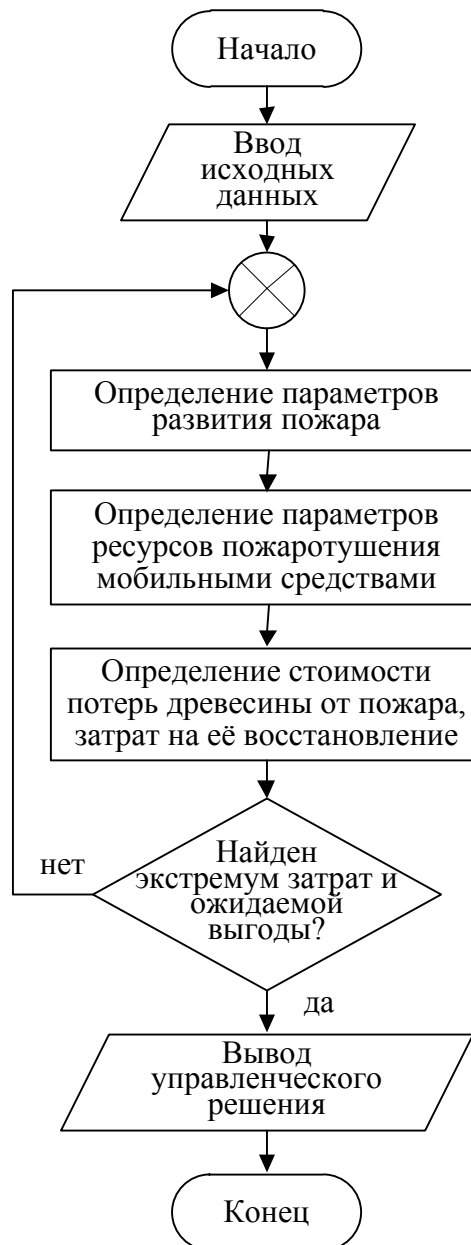 Начало
Ввод
исходных
данных
Определение параметров
развития пожара
Определение параметров
ресурсов пожаротушения
мобильными средствами
Определение стоимости
потерь древесины от пожара,
затрат на её восстановление
нет
Найден
экстремум затрат и
ожидаемой
выгоды?
да
Вывод
управленческого
решения
Конец